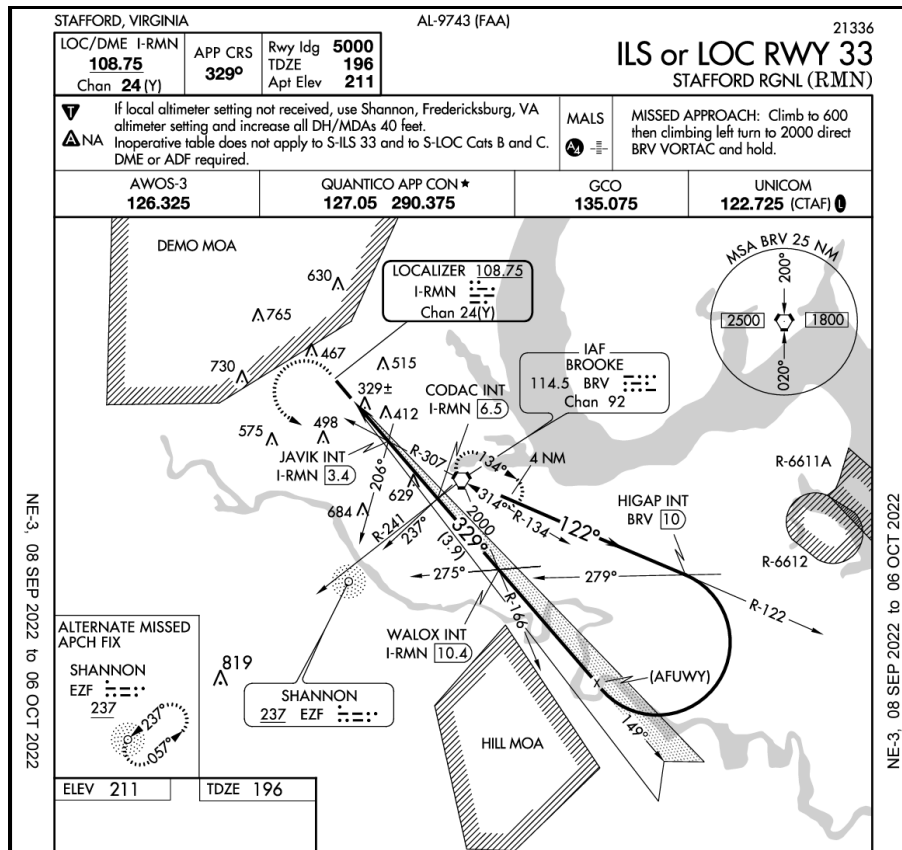 STAFFORD, VIRGINIA
AL-9743 (FAA)
21336
LOC/DME I-RMN
108.75
Chan 24 (Y)
APP CRS
329°
Rwy ldg 5000
TDZE 196
Apt Elev 211
ILS or LOC RWY 33
STAFFORD RGNL (RMN)
T
A NA
If local altimeter setting not received, use Shannon, Fredericksburg, VA
altimeter setting and increase all DH/MDAs 40 feet.
Inoperative table does not apply to S-ILS 33 and to S-LOC Cats B and C.
DME or ADF required.
MALS
A4
MISSED APPROACH: Climb to 600
then climbing left turn to 2000 direct
BRV VORTAC and hold.
AWOS-3
126.325
QUANTICO APP CON★
127.05 290.375
GCO
135.075
UNICOM
122.725 (CTAF) L
DEMO MOA
630
765
730
467
LOCALIZER 108.75
I-RMN
Chan 24(Y)
MSA BRV 25 NM
200°
2500
1800
020°
515
329±
412
CODAC INT
I-RMN 6.5
IAF
BROOKE
114.5 BRV
Chan 92
575
498
JAVIK INT
I-RMN 3.4
206°
R-307
134°
4 NM
629
684
R-241
237°
2000
329°
(3.9)
314°
R-134
122°
HIGAP INT
BRV 10
R-6611A
R-6612
275°
279°
R-166
R-122
WALOX INT
I-RMN 10.4
(AFUWY)
149°
HILL MOA
819
SHANNON
237 EZF
ALTERNATE MISSED
APCH FIX
SHANNON
EZF
237
237°
057°
ELEV 211
TDZE 196
NE-3, 08 SEP 2022 to 06 OCT 2022
NE-3, 08 SEP 2022 to 06 OCT 2022